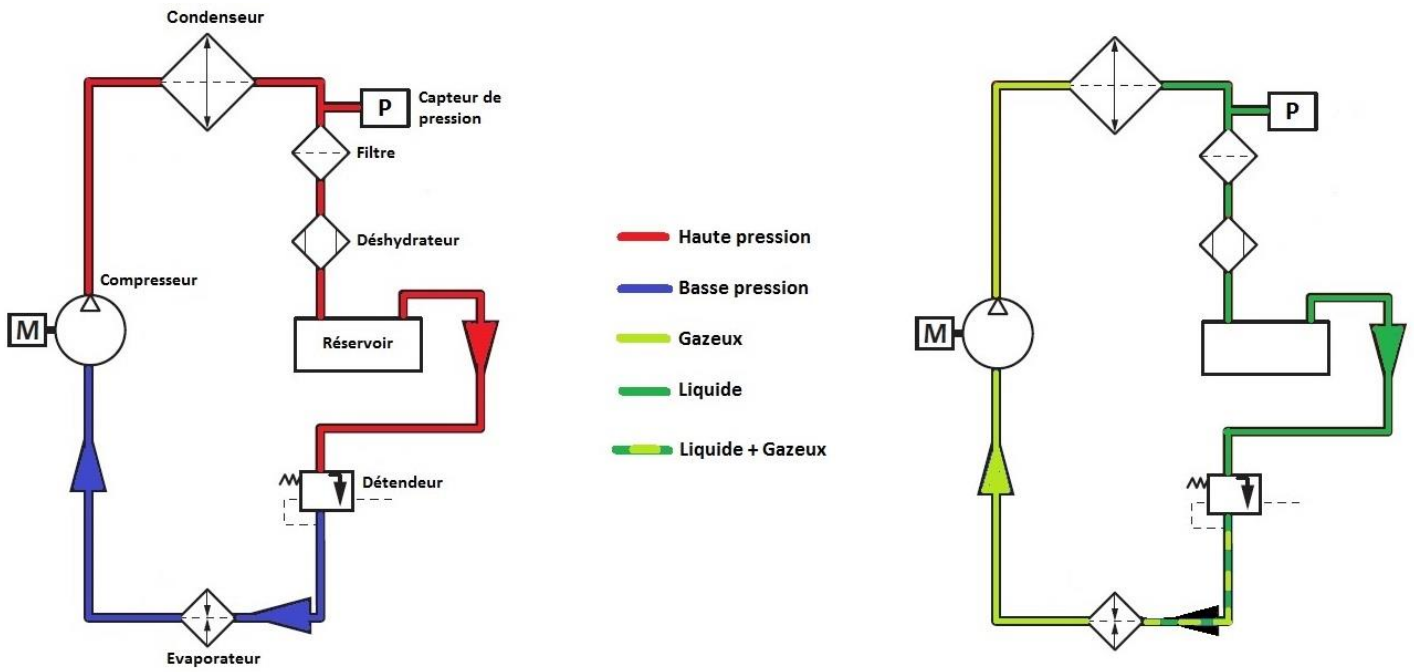 Condenseur
P
Capteur de
pression
Filtre
Déshydrateur
Compresseur
M
Réservoir
Détendeur
Evaporateur
Haute pression
Basse pression
Gazeux
Liquide
Liquide + Gazeux
P
M